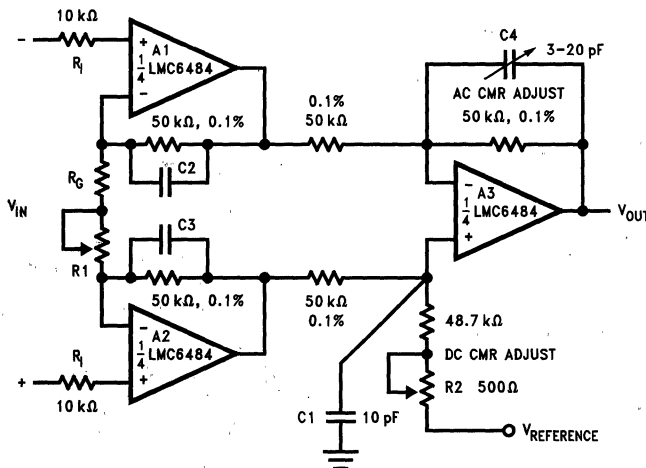 10 kΩ
C4
3–20 pF
−
+
A1
1/4 LMC6484
−
Ri
0.1%
AC CMR ADJUST
50 kΩ, 0.1%
50 kΩ
50 kΩ, 0.1%
C2
RG
− A3
1/4 LMC6484
+
VOUT
VIN
C3
R1
50 kΩ, 0.1%
50 kΩ
0.1%
48.7 kΩ
− A2
1/4 LMC6484
+
Ri
DC CMR ADJUST
R2 500Ω
+
10 kΩ
C1
10 pF
VREFERENCE